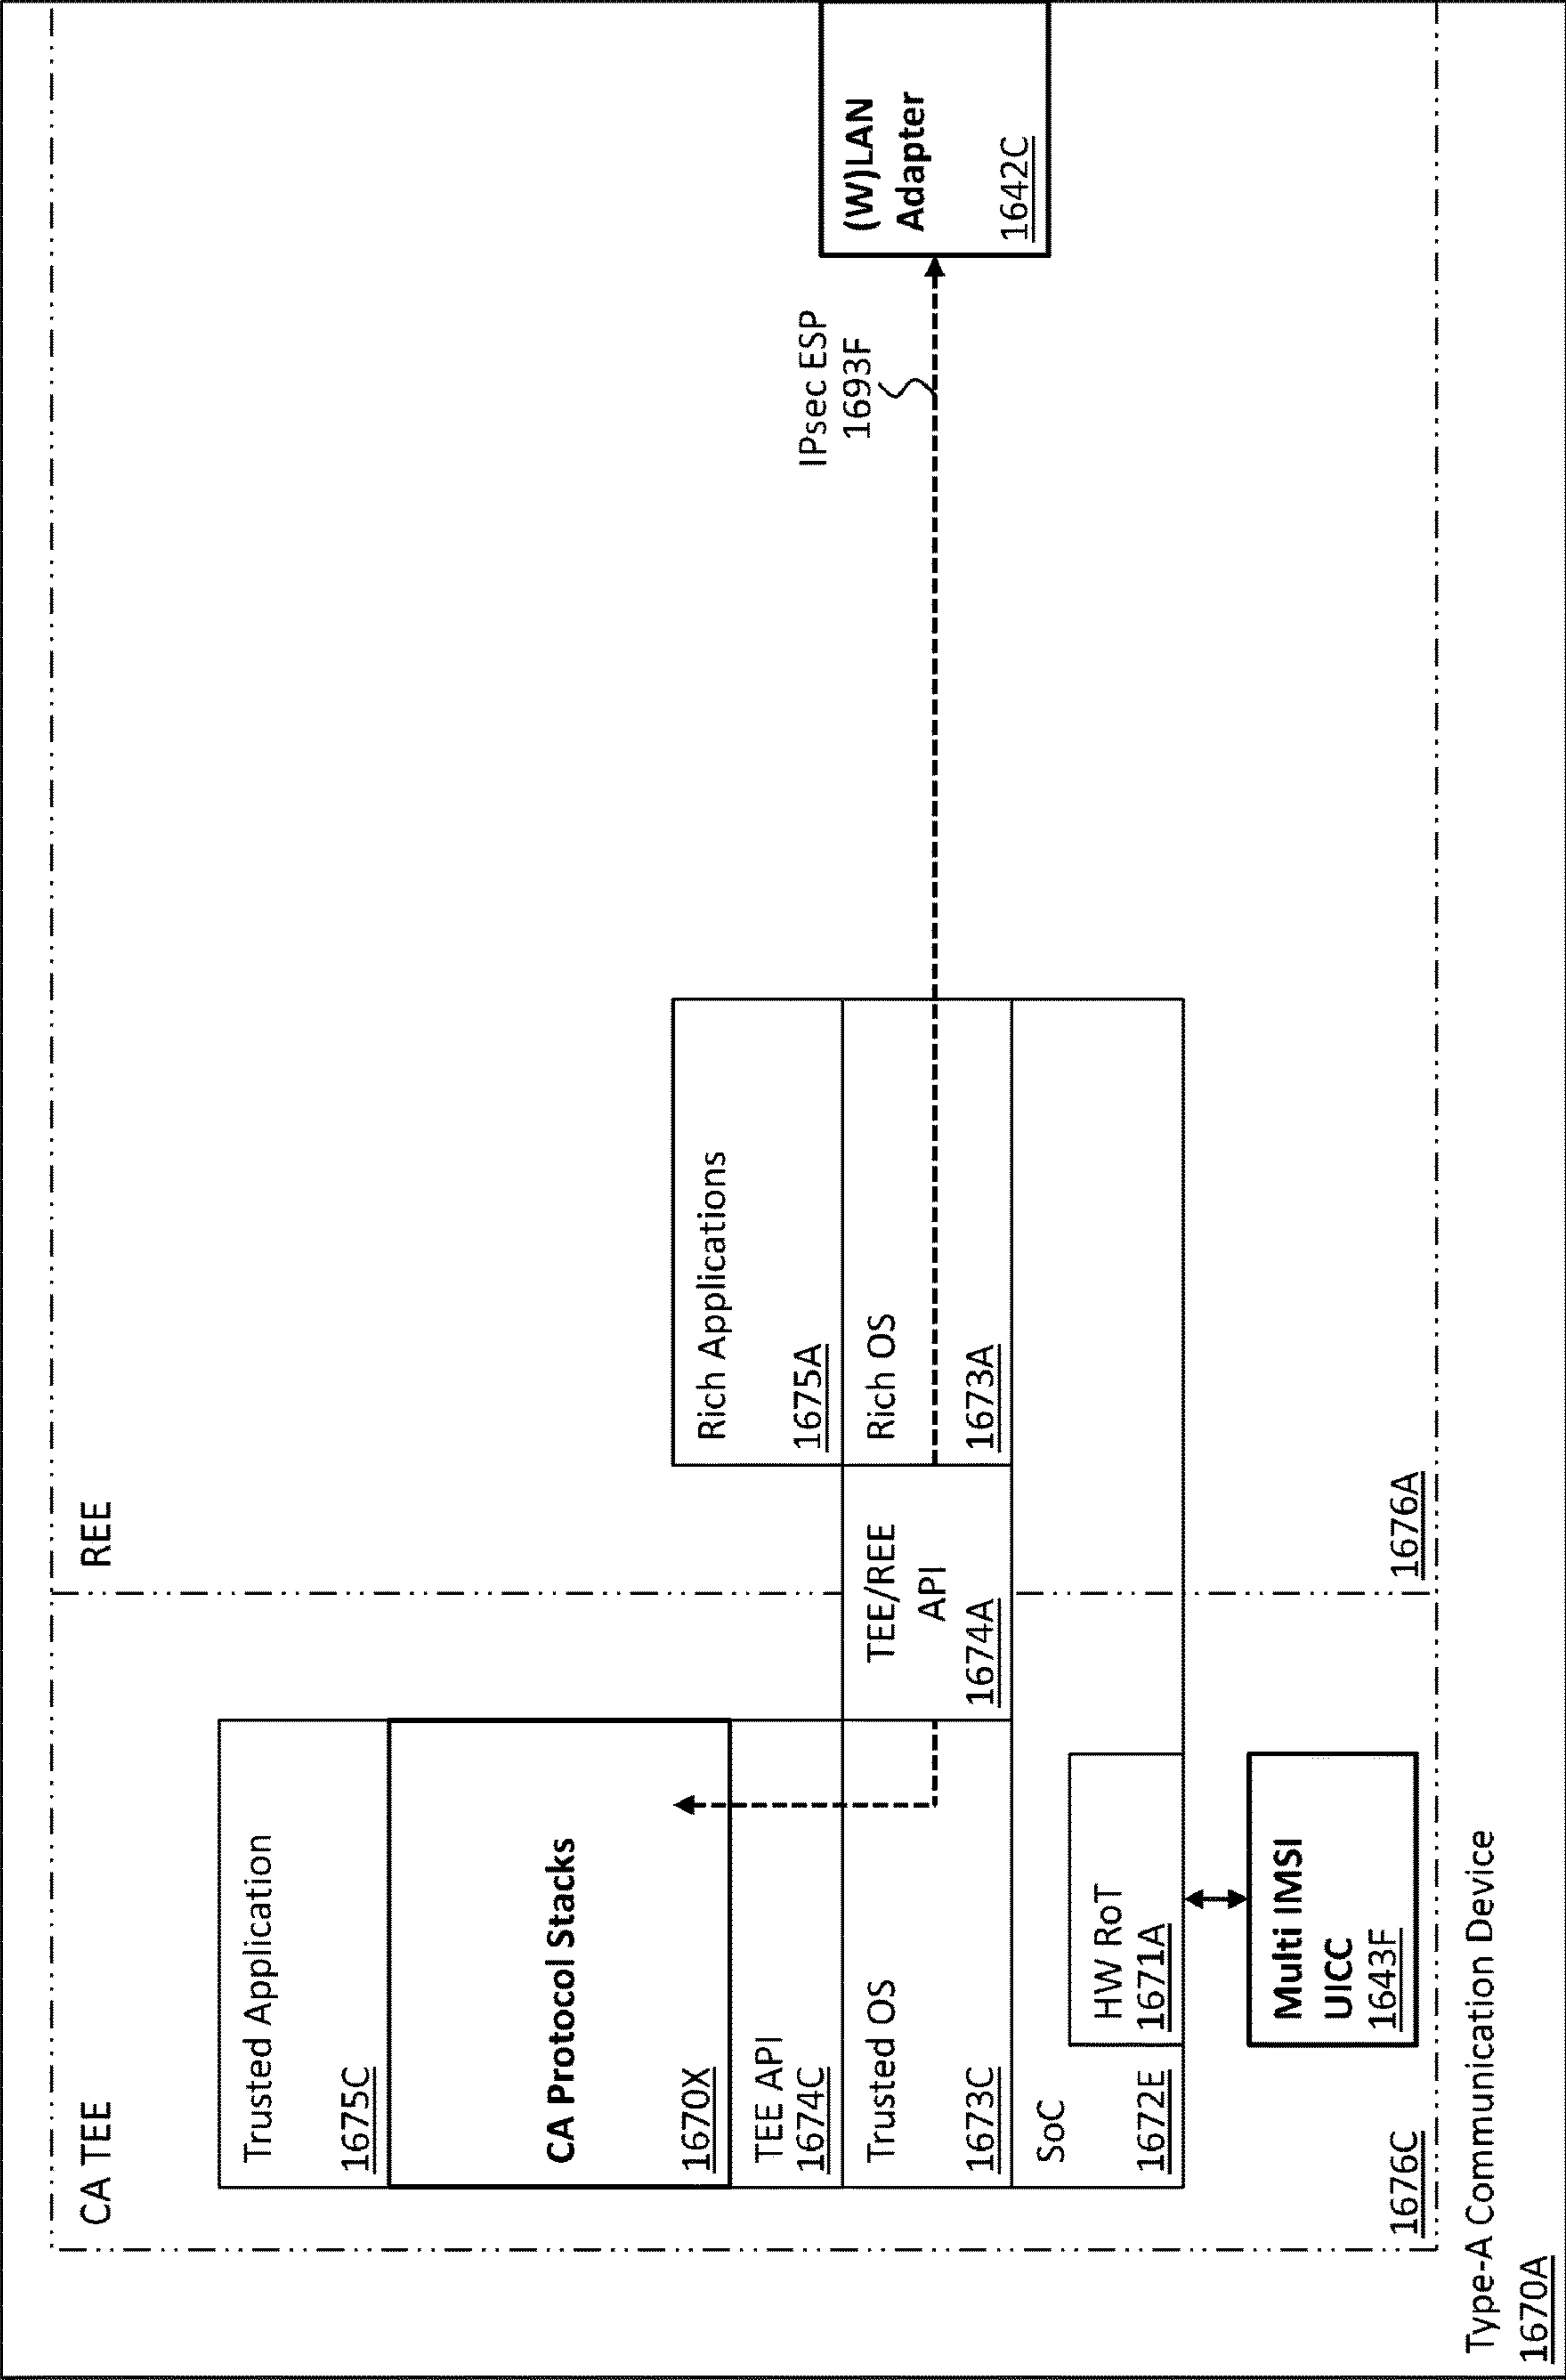 CA TEE
REE
Trusted Application
1675C
CA Protocol Stacks
1670X
TEE API
1674C
Trusted OS
1673C
TEE/REE
API
1674A
Rich Applications
1675A
Rich OS
1673A
IPsec ESP
1693F
(W)LAN
Adapter
1642C
SoC
1672E
HW RoT
1671A
Multi IMSI
UICC
1643F
1676C
1676A
Type-A Communication Device
1670A